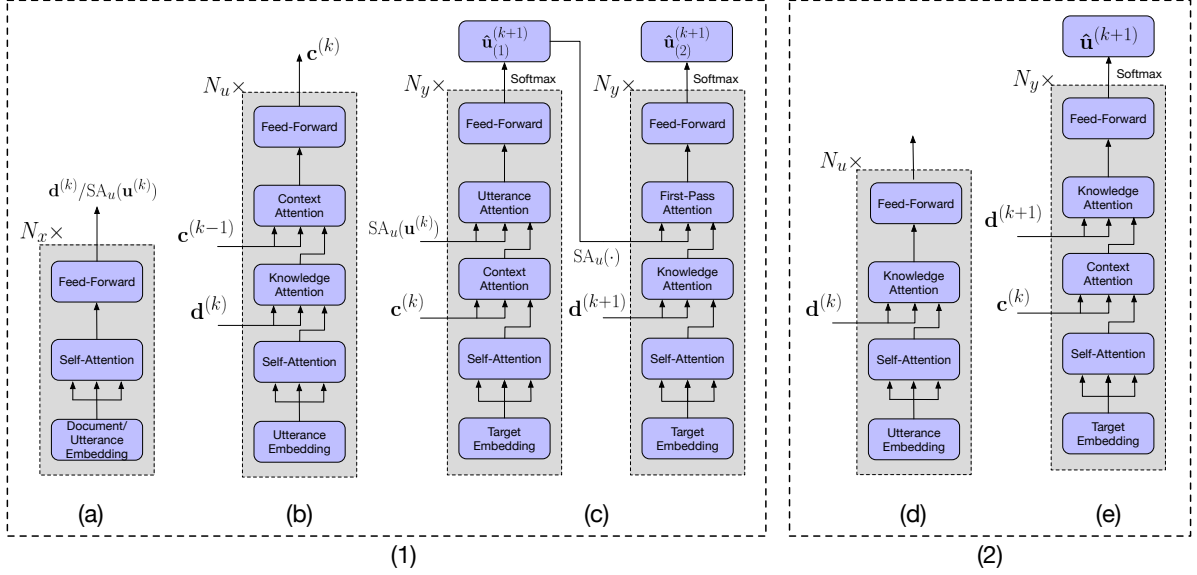 d^(k)/SA_u(u^(k))
N_x×
Feed-Forward
Self-Attention
Document/
Utterance
Embedding
(a)
c^(k)
N_u×
Feed-Forward
Context
Attention
c^(k-1)
Knowledge
Attention
d^(k)
Self-Attention
Utterance
Embedding
(b)
û_(1)^(k+1)
Softmax
N_y×
Feed-Forward
Utterance
Attention
SA_u(u^(k))
Context
Attention
c^(k)
Self-Attention
Target
Embedding
û_(2)^(k+1)
Softmax
N_y×
Feed-Forward
First-Pass
Attention
SA_u(·)
Knowledge
Attention
d^(k+1)
Self-Attention
Target
Embedding
(c)
(1)
N_u×
Feed-Forward
Knowledge
Attention
d^(k)
Self-Attention
Utterance
Embedding
(d)
û^(k+1)
Softmax
N_y×
Feed-Forward
Knowledge
Attention
d^(k+1)
Context
Attention
c^(k)
Self-Attention
Target
Embedding
(e)
(2)